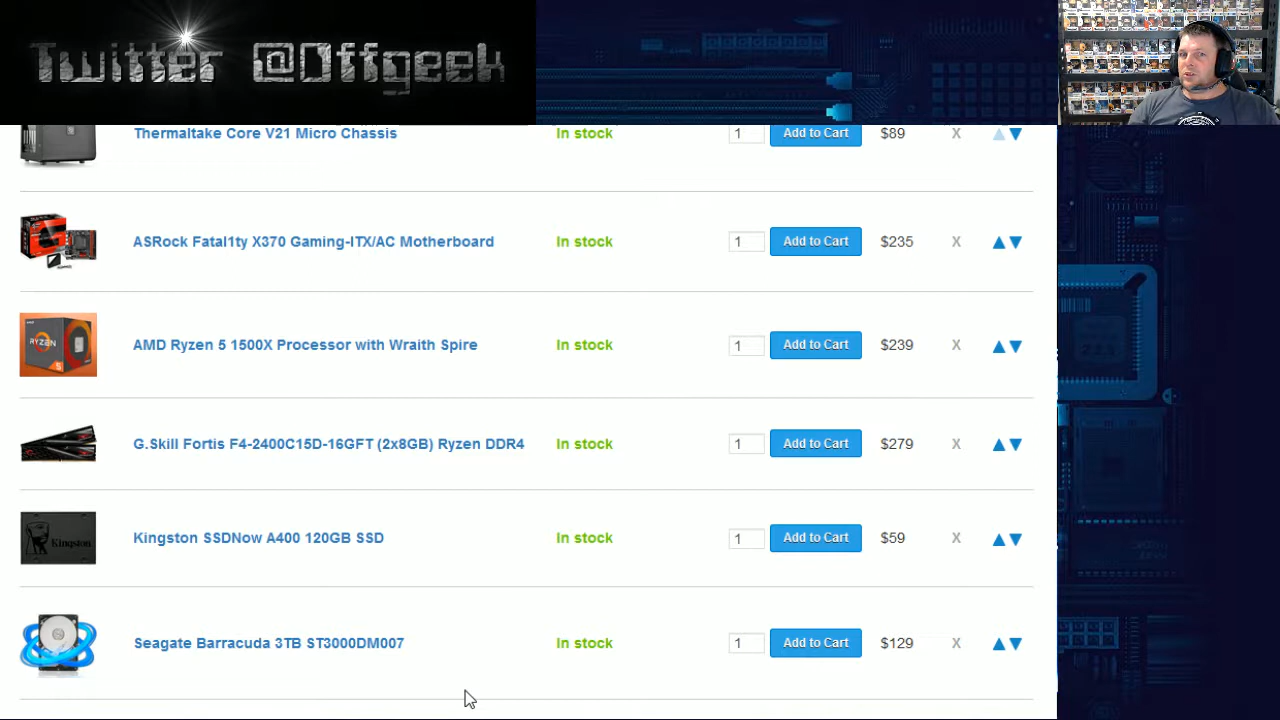 Twitter @Offgeek
Thermaltake Core V21 Micro Chassis In stock 1 Add to Cart $89 X
ASRock Fatal1ty X370 Gaming-ITX/AC Motherboard In stock 1 Add to Cart $235 X
RYZEN 5
AMD Ryzen 5 1500X Processor with Wraith Spire In stock 1 Add to Cart $239 X
G.Skill Fortis F4-2400C15D-16GFT (2x8GB) Ryzen DDR4 In stock 1 Add to Cart $279 X
Kingston
Kingston SSDNow A400 120GB SSD In stock 1 Add to Cart $59 X
Seagate Barracuda 3TB ST3000DM007 In stock 1 Add to Cart $129 X